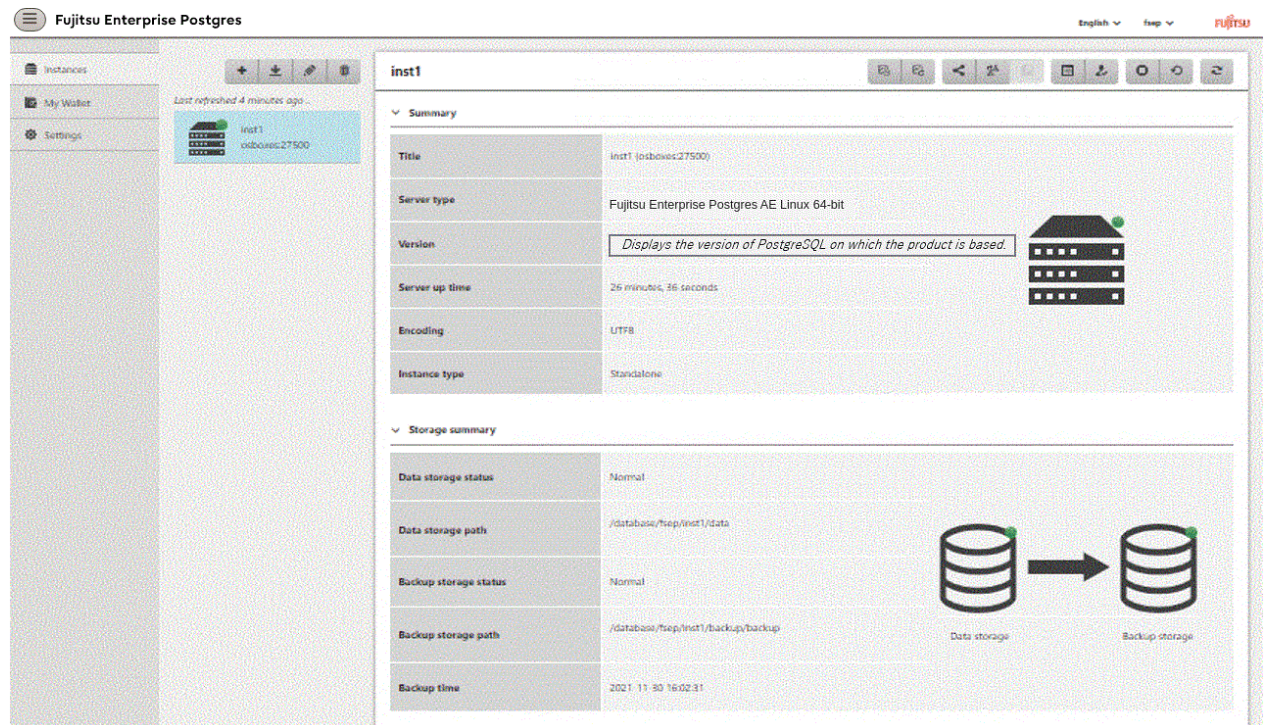 Fujitsu Enterprise Postgres
English
fsep
FUJITSU
Instances
My Wallet
Settings
Last refreshed 4 minutes ago ..
inst1
osboxes:27500
inst1
Summary
Title
inst1 (osboxes:27500)
Server type
Fujitsu Enterprise Postgres AE Linux 64-bit
Version
Displays the version of PostgreSQL on which the product is based.
Server up time
26 minutes, 36 seconds
Encoding
UTF8
Instance type
Standalone
Storage summary
Data storage status
Normal
Data storage path
/database/fsep/inst1/data
Backup storage status
Normal
Backup storage path
/database/fsep/inst1/backup/backup
Backup time
2021-11-30 16:02:31
Data storage
Backup storage